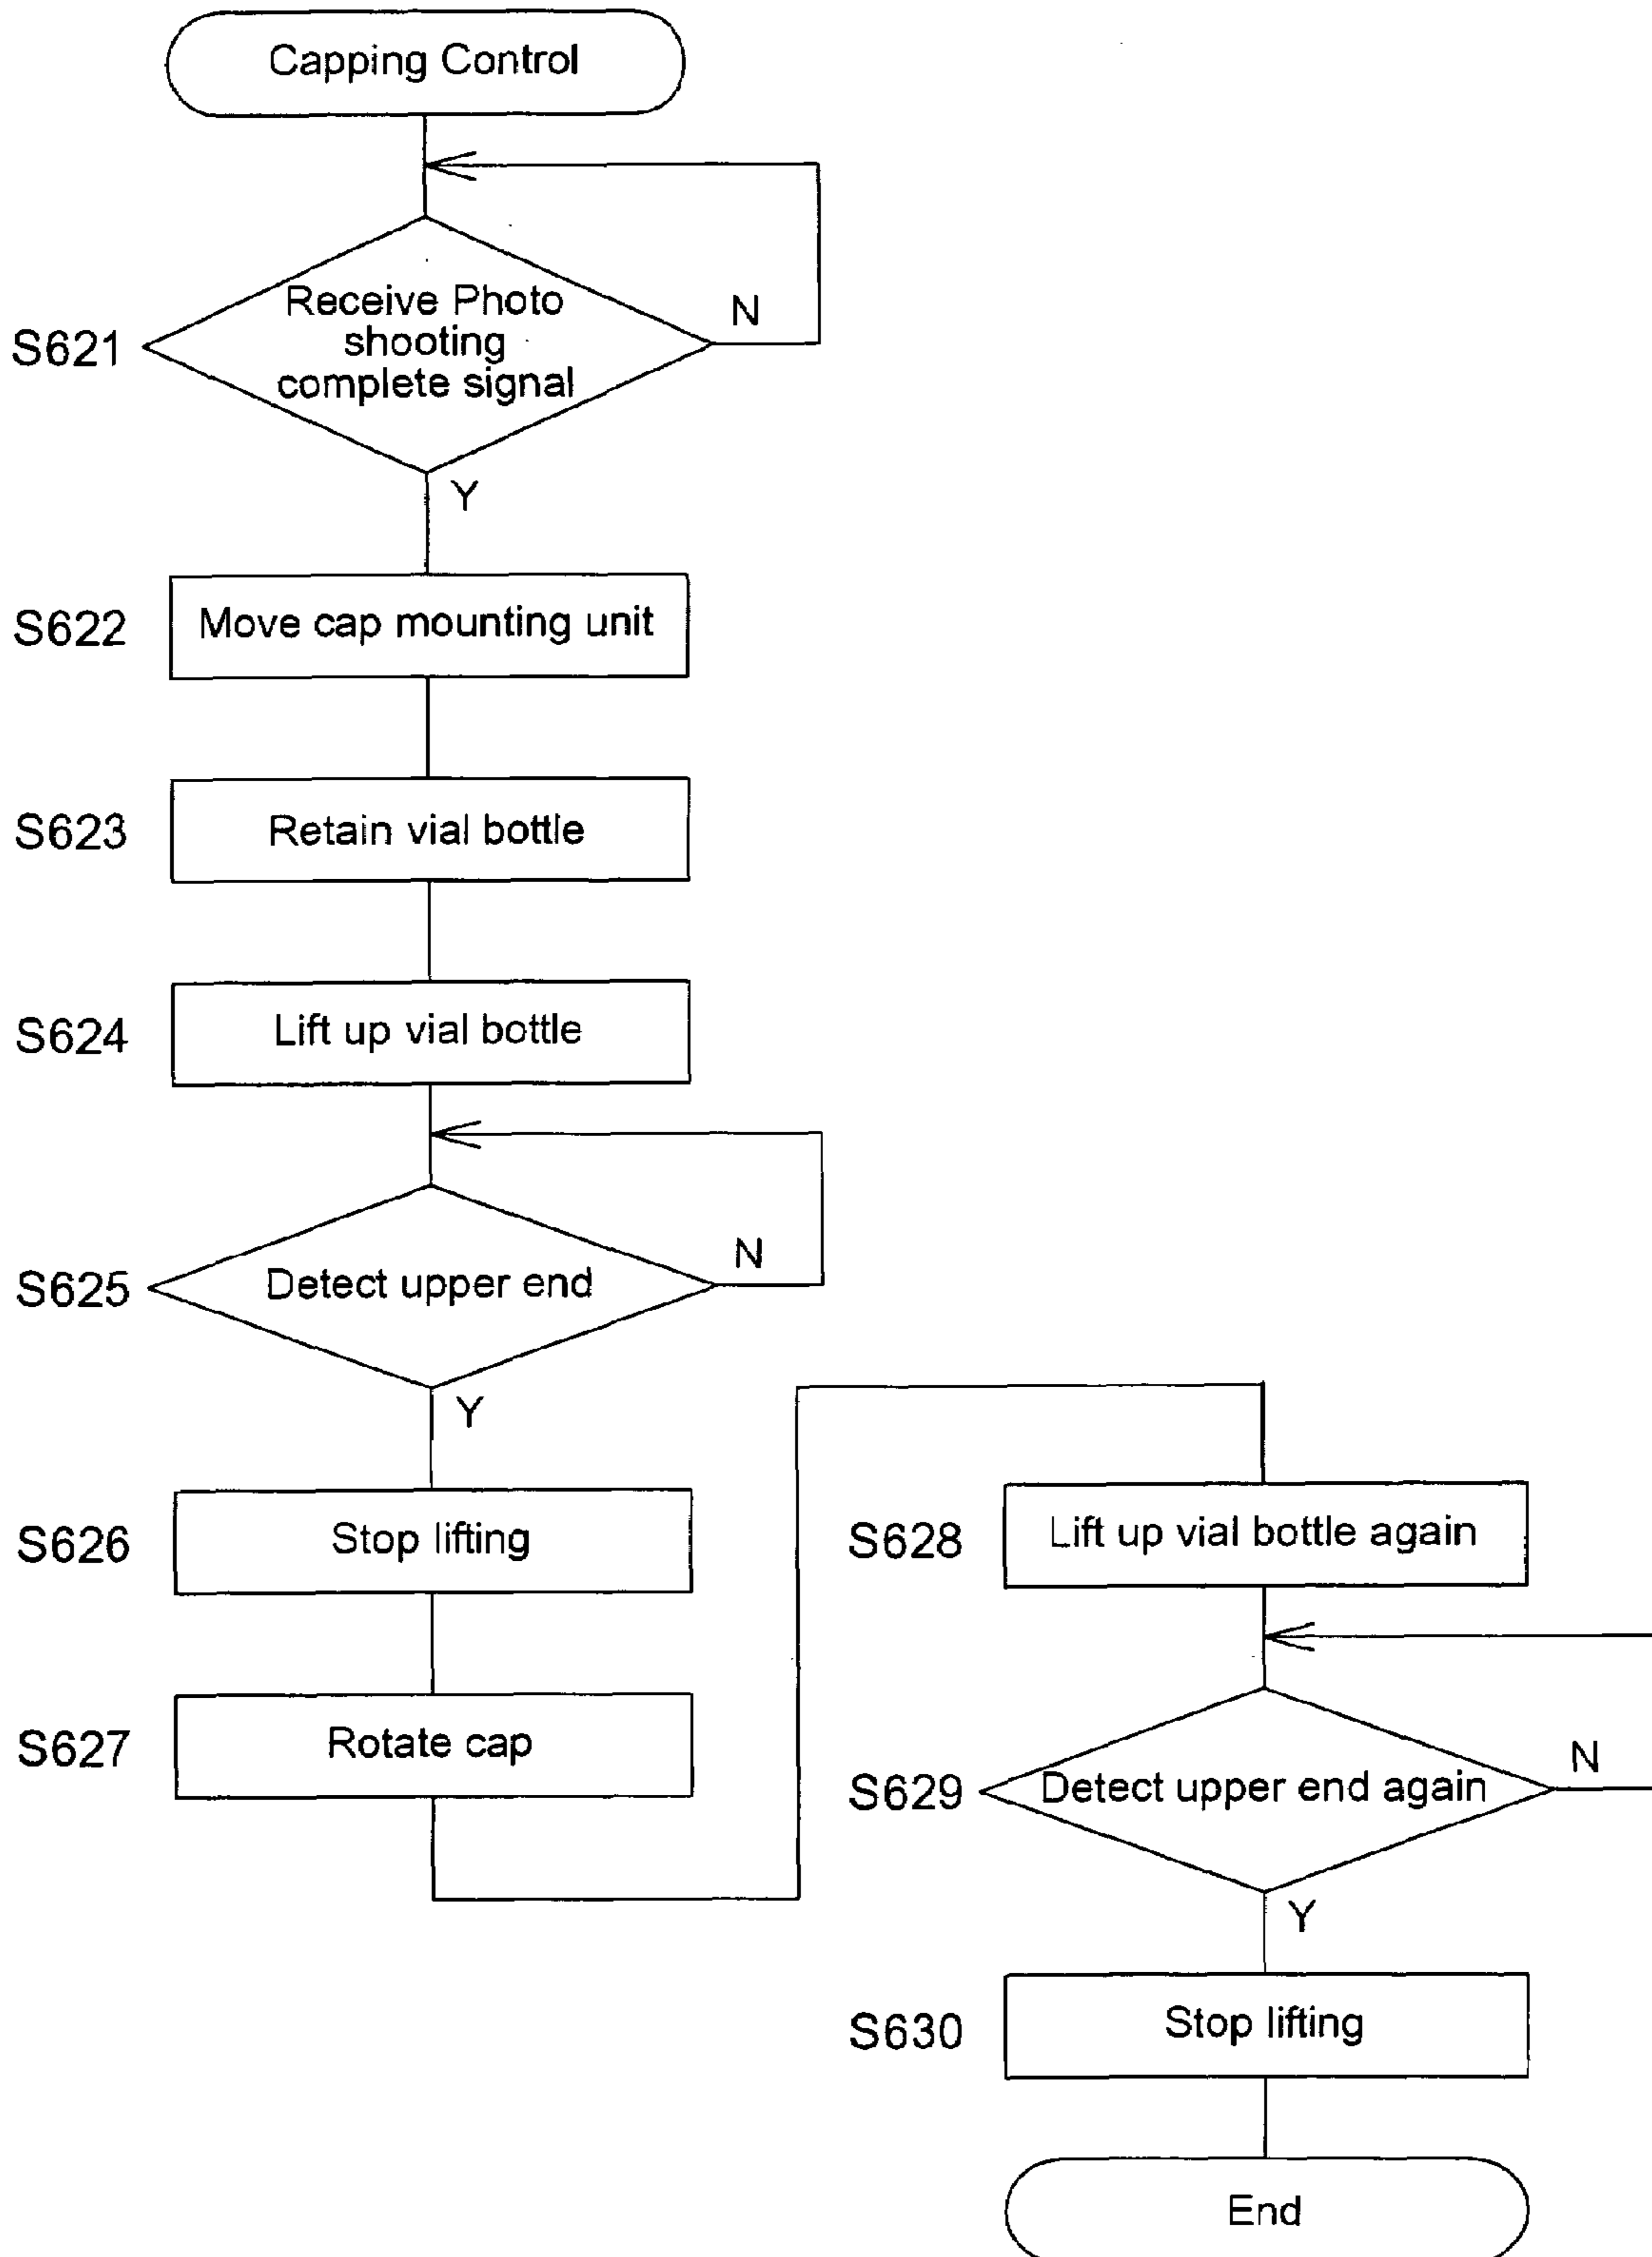 Capping Control
S621
Receive Photo
shooting
complete signal
N
Y
S622
Move cap mounting unit
S623
Retain vial bottle
S624
Lift up vial bottle
S625
Detect upper end
N
Y
S626
Stop lifting
S627
Rotate cap
S628
Lift up vial bottle again
S629
Detect upper end again
N
Y
S630
Stop lifting
End